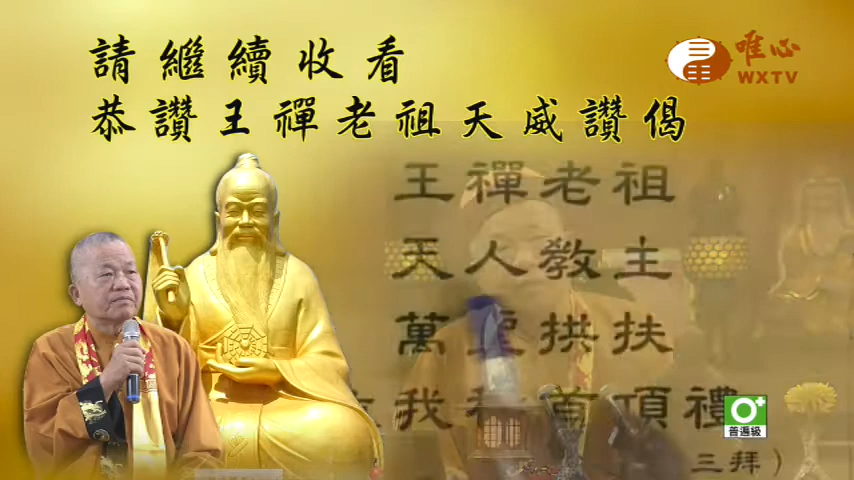 請繼續收看
恭讚王禪老祖天威讚偈
唯心
WXTV
王禪老祖
天人教主
萬靈拱扶
我稽首頂禮
三拜）
0+
普遍級